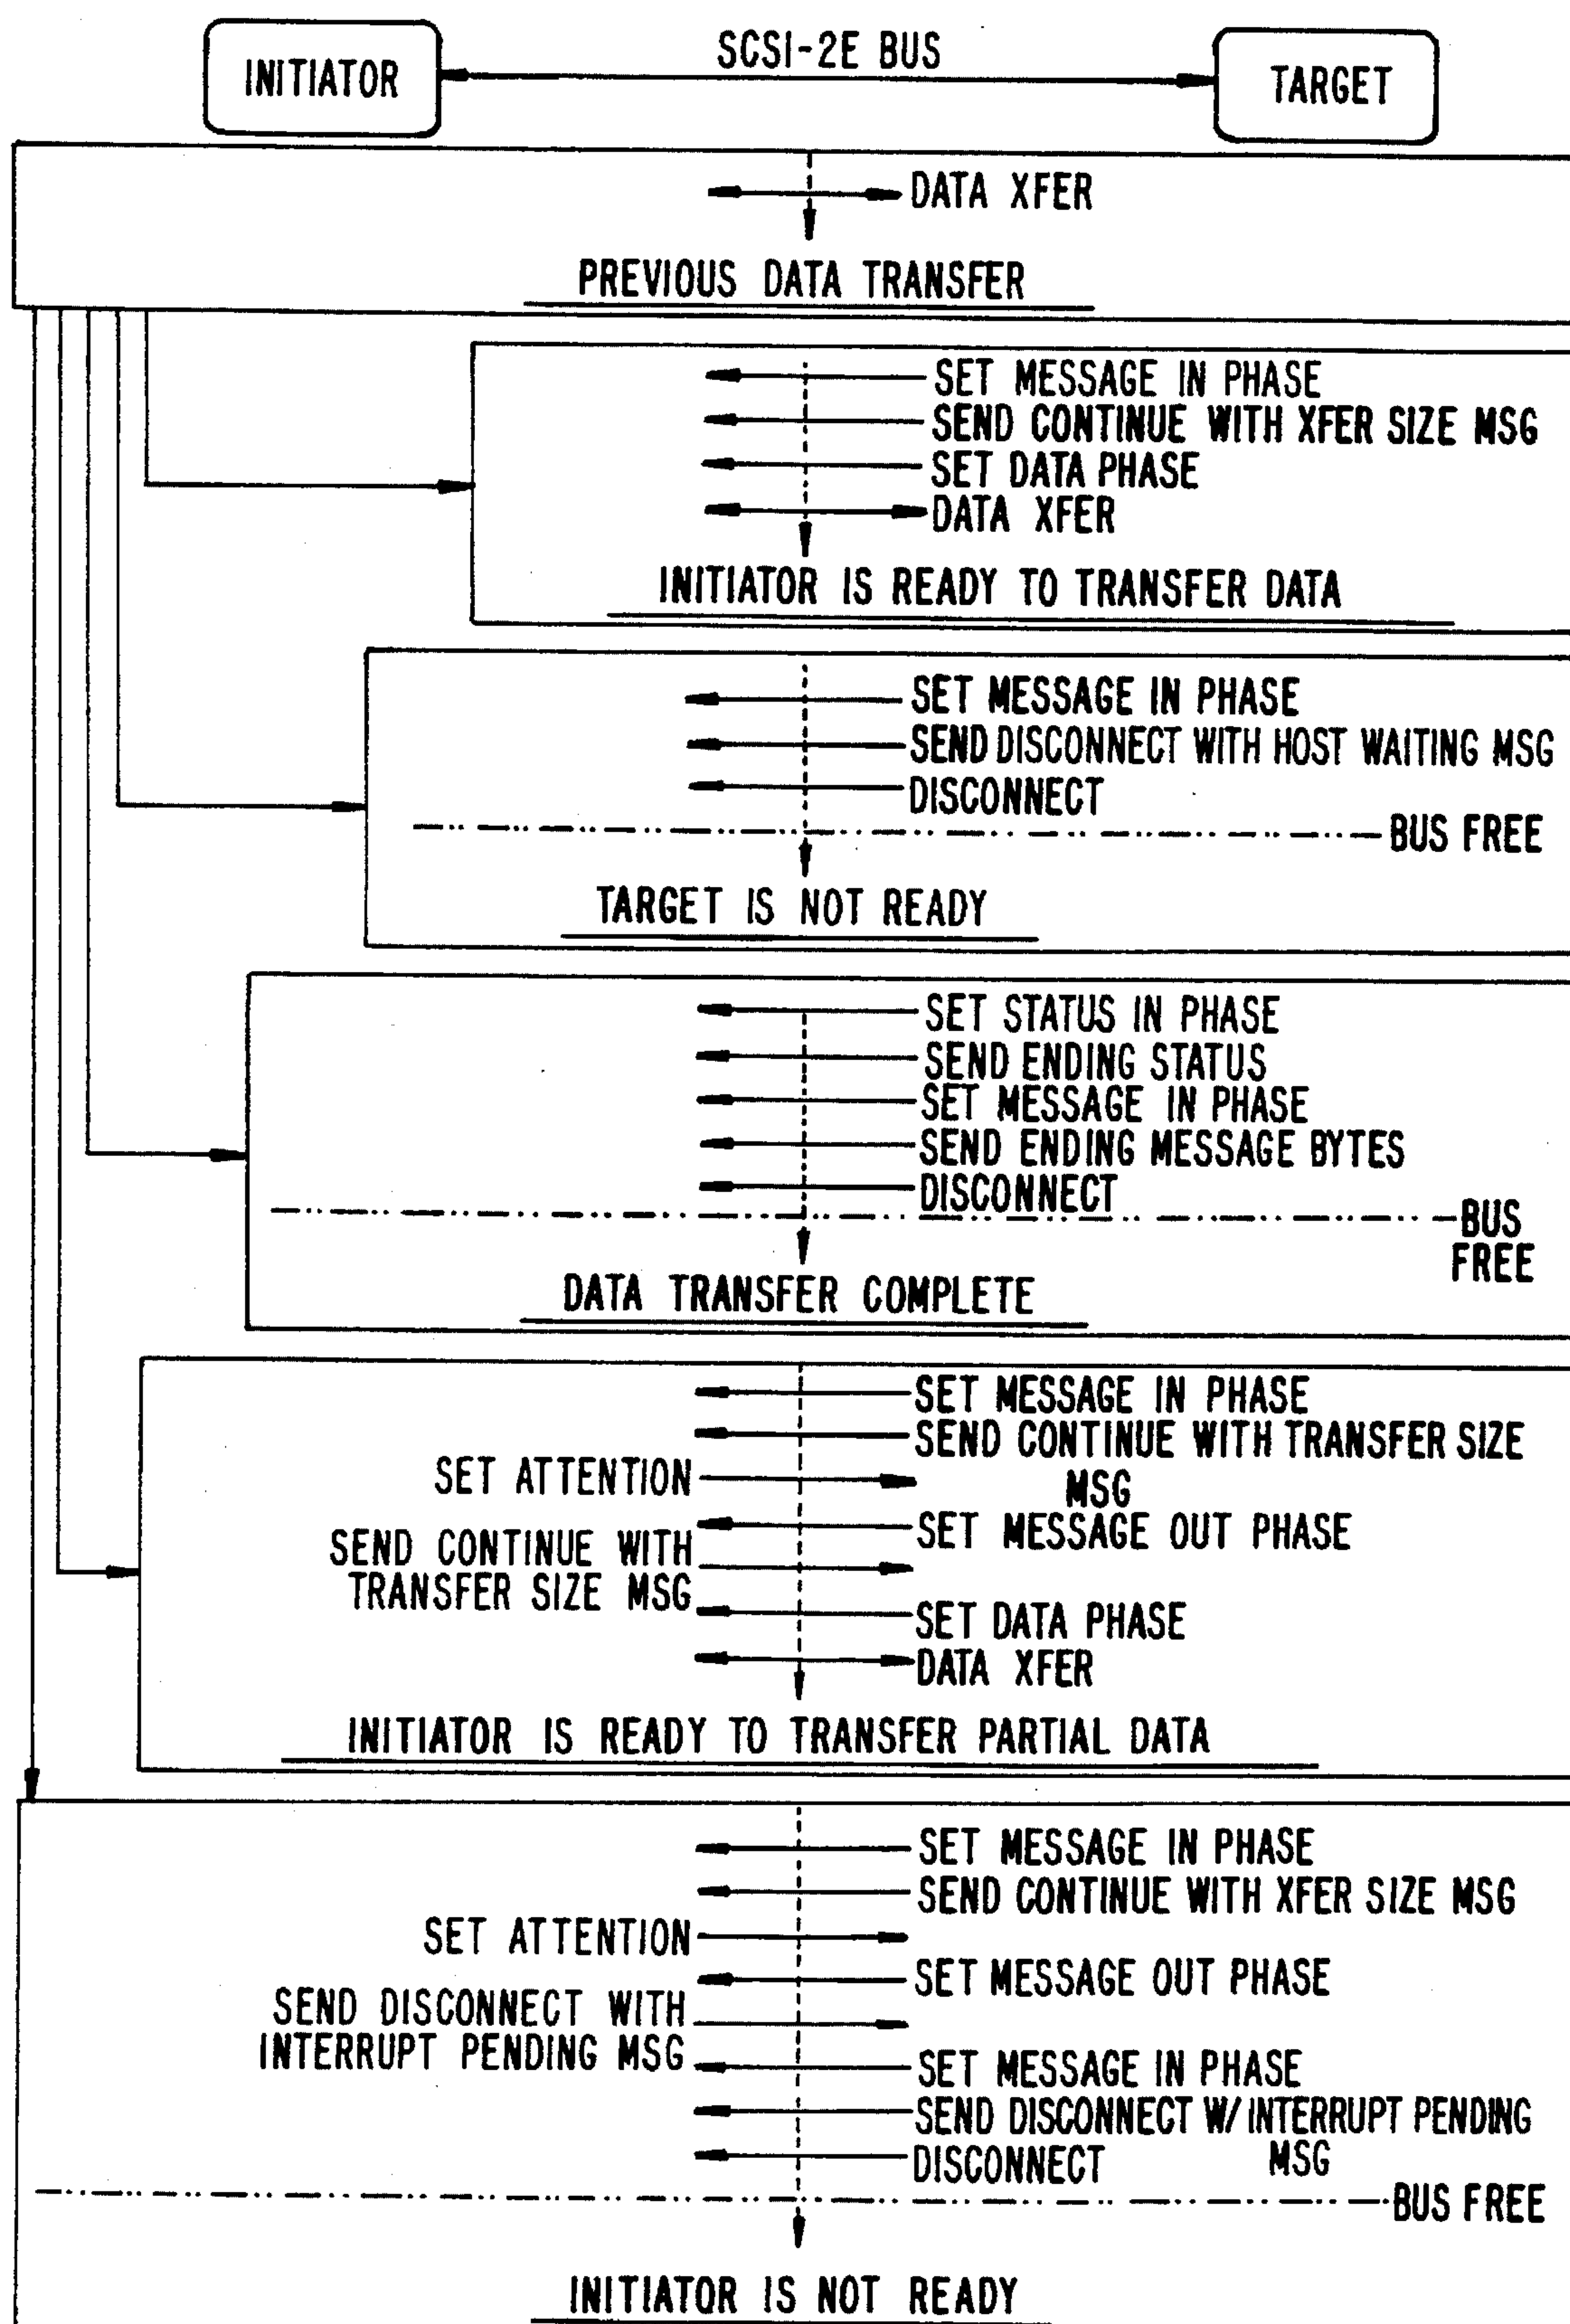 SCSI-2E BUS
INITIATOR
TARGET
DATA XFER
PREVIOUS DATA TRANSFER
SET MESSAGE IN PHASE
SEND CONTINUE WITH XFER SIZE MSG
SET DATA PHASE
DATA XFER
INITIATOR IS READY TO TRANSFER DATA
SET MESSAGE IN PHASE
SEND DISCONNECT WITH HOST WAITING MSG
DISCONNECT
BUS FREE
TARGET IS NOT READY
SET STATUS IN PHASE
SEND ENDING STATUS
SET MESSAGE IN PHASE
SEND ENDING MESSAGE BYTES
DISCONNECT
BUS
FREE
DATA TRANSFER COMPLETE
SET MESSAGE IN PHASE
SEND CONTINUE WITH TRANSFER SIZE
MSG
SET ATTENTION
SET MESSAGE OUT PHASE
SEND CONTINUE WITH
TRANSFER SIZE MSG
SET DATA PHASE
DATA XFER
INITIATOR IS READY TO TRANSFER PARTIAL DATA
SET MESSAGE IN PHASE
SEND CONTINUE WITH XFER SIZE MSG
SET ATTENTION
SET MESSAGE OUT PHASE
SEND DISCONNECT WITH
INTERRUPT PENDING MSG
SET MESSAGE IN PHASE
SEND DISCONNECT W/ INTERRUPT PENDING
MSG
DISCONNECT
BUS FREE
INITIATOR IS NOT READY